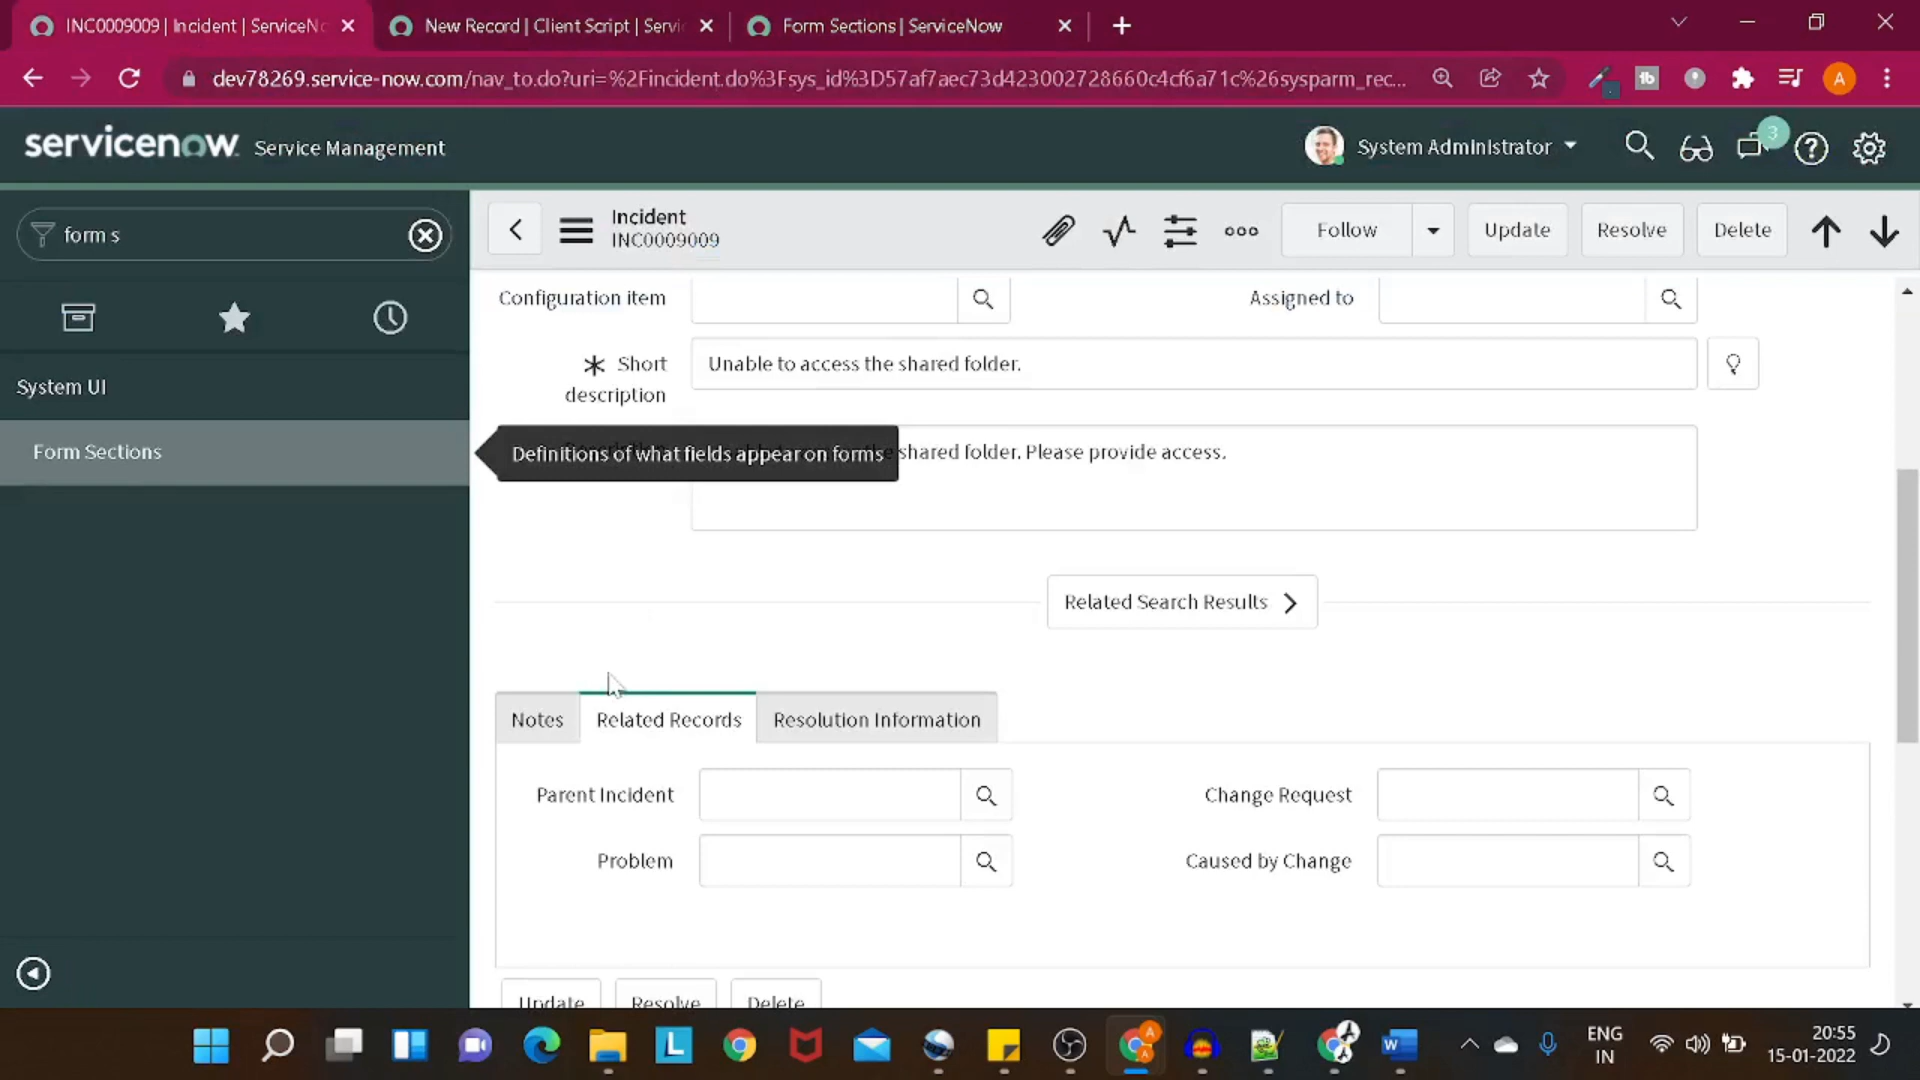 INC0009009 | Incident | ServiceNo
New Record | Client Script | Servic
Form Sections | ServiceNow
dev78269.service-now.com/nav_to.do?uri=%2Fincident.do%3Fsys_id%3D57af7aec73d423002728660c4cf6a71c%26sysparm_rec...
tb
A
servicenow Service Management
System Administrator
3
form s
Incident
INC0009009
Follow
Update
Resolve
Delete
System UI
Form Sections
Configuration item
Assigned to
Short description
Unable to access the shared folder.
Definitions of what fields appear on forms
shared folder. Please provide access.
Related Search Results
Notes
Related Records
Resolution Information
Parent Incident
Change Request
Problem
Caused by Change
Update
Resolve
Delete
ENG
IN
20:55
15-01-2022